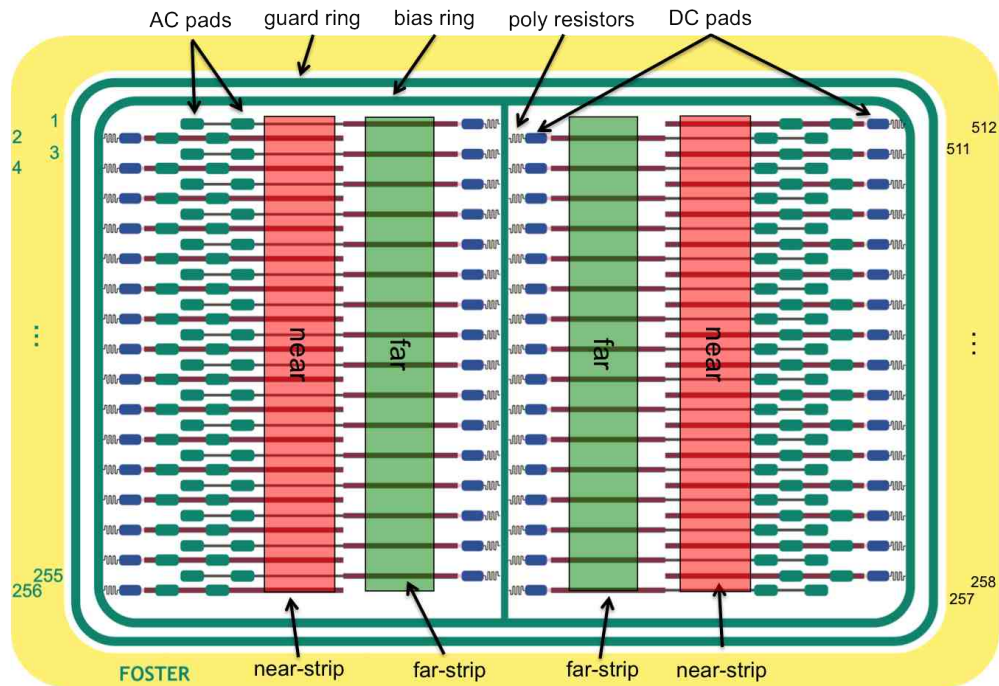 AC pads guard ring bias ring poly resistors DC pads
1
2
3
4
⋮
255
256
512
511
⋮
258
257
near
far
far
near
near-strip far-strip far-strip near-strip
FOSTER